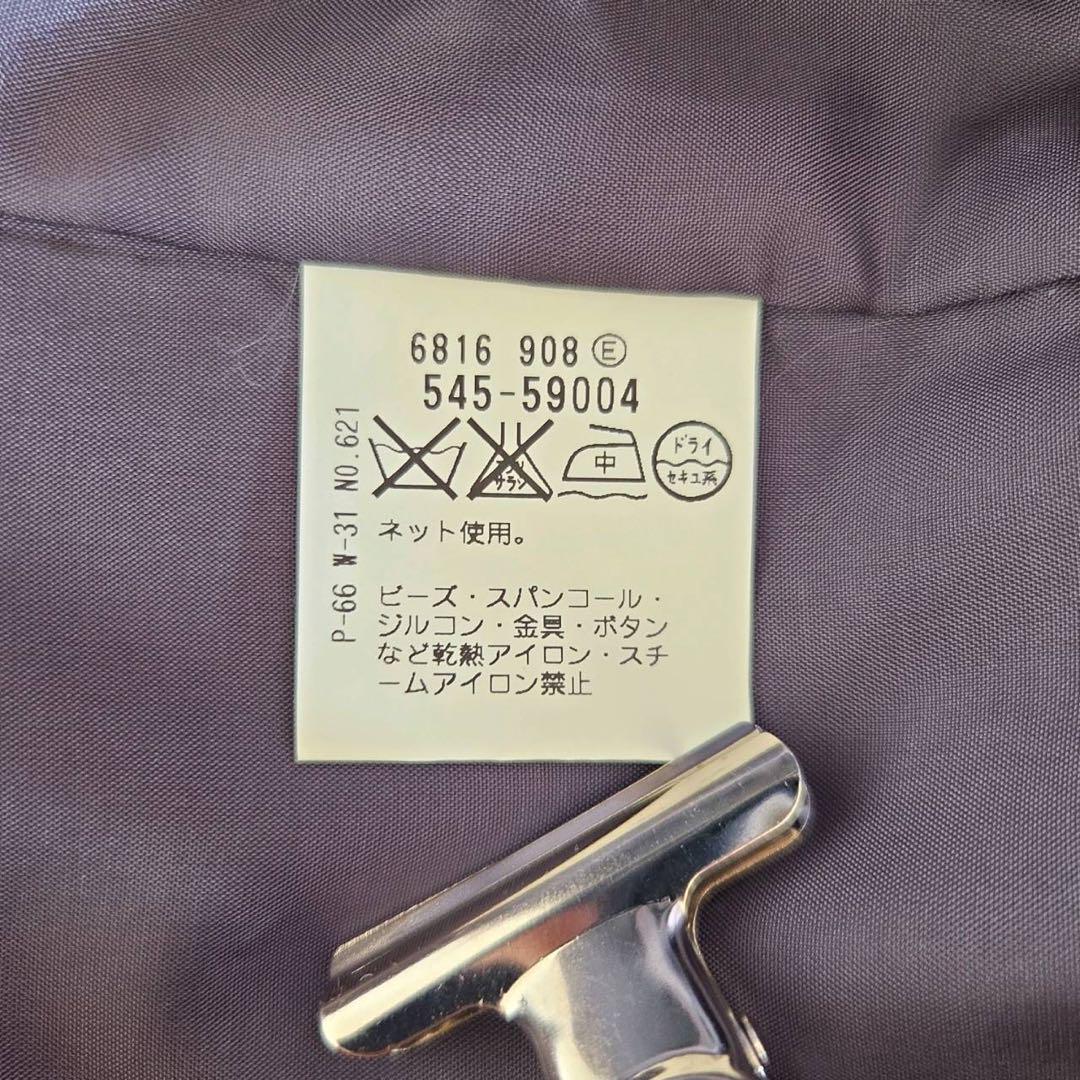 6816 908 Ⓔ
545-59004
エンソ
サラシ
中
ドライ
セキユ系
P-66 W-31 NO.621
ネット使用。
ビーズ・スパンコール・
ジルコン・金具・ボタン
など乾熱アイロン・スチ
ームアイロン禁止